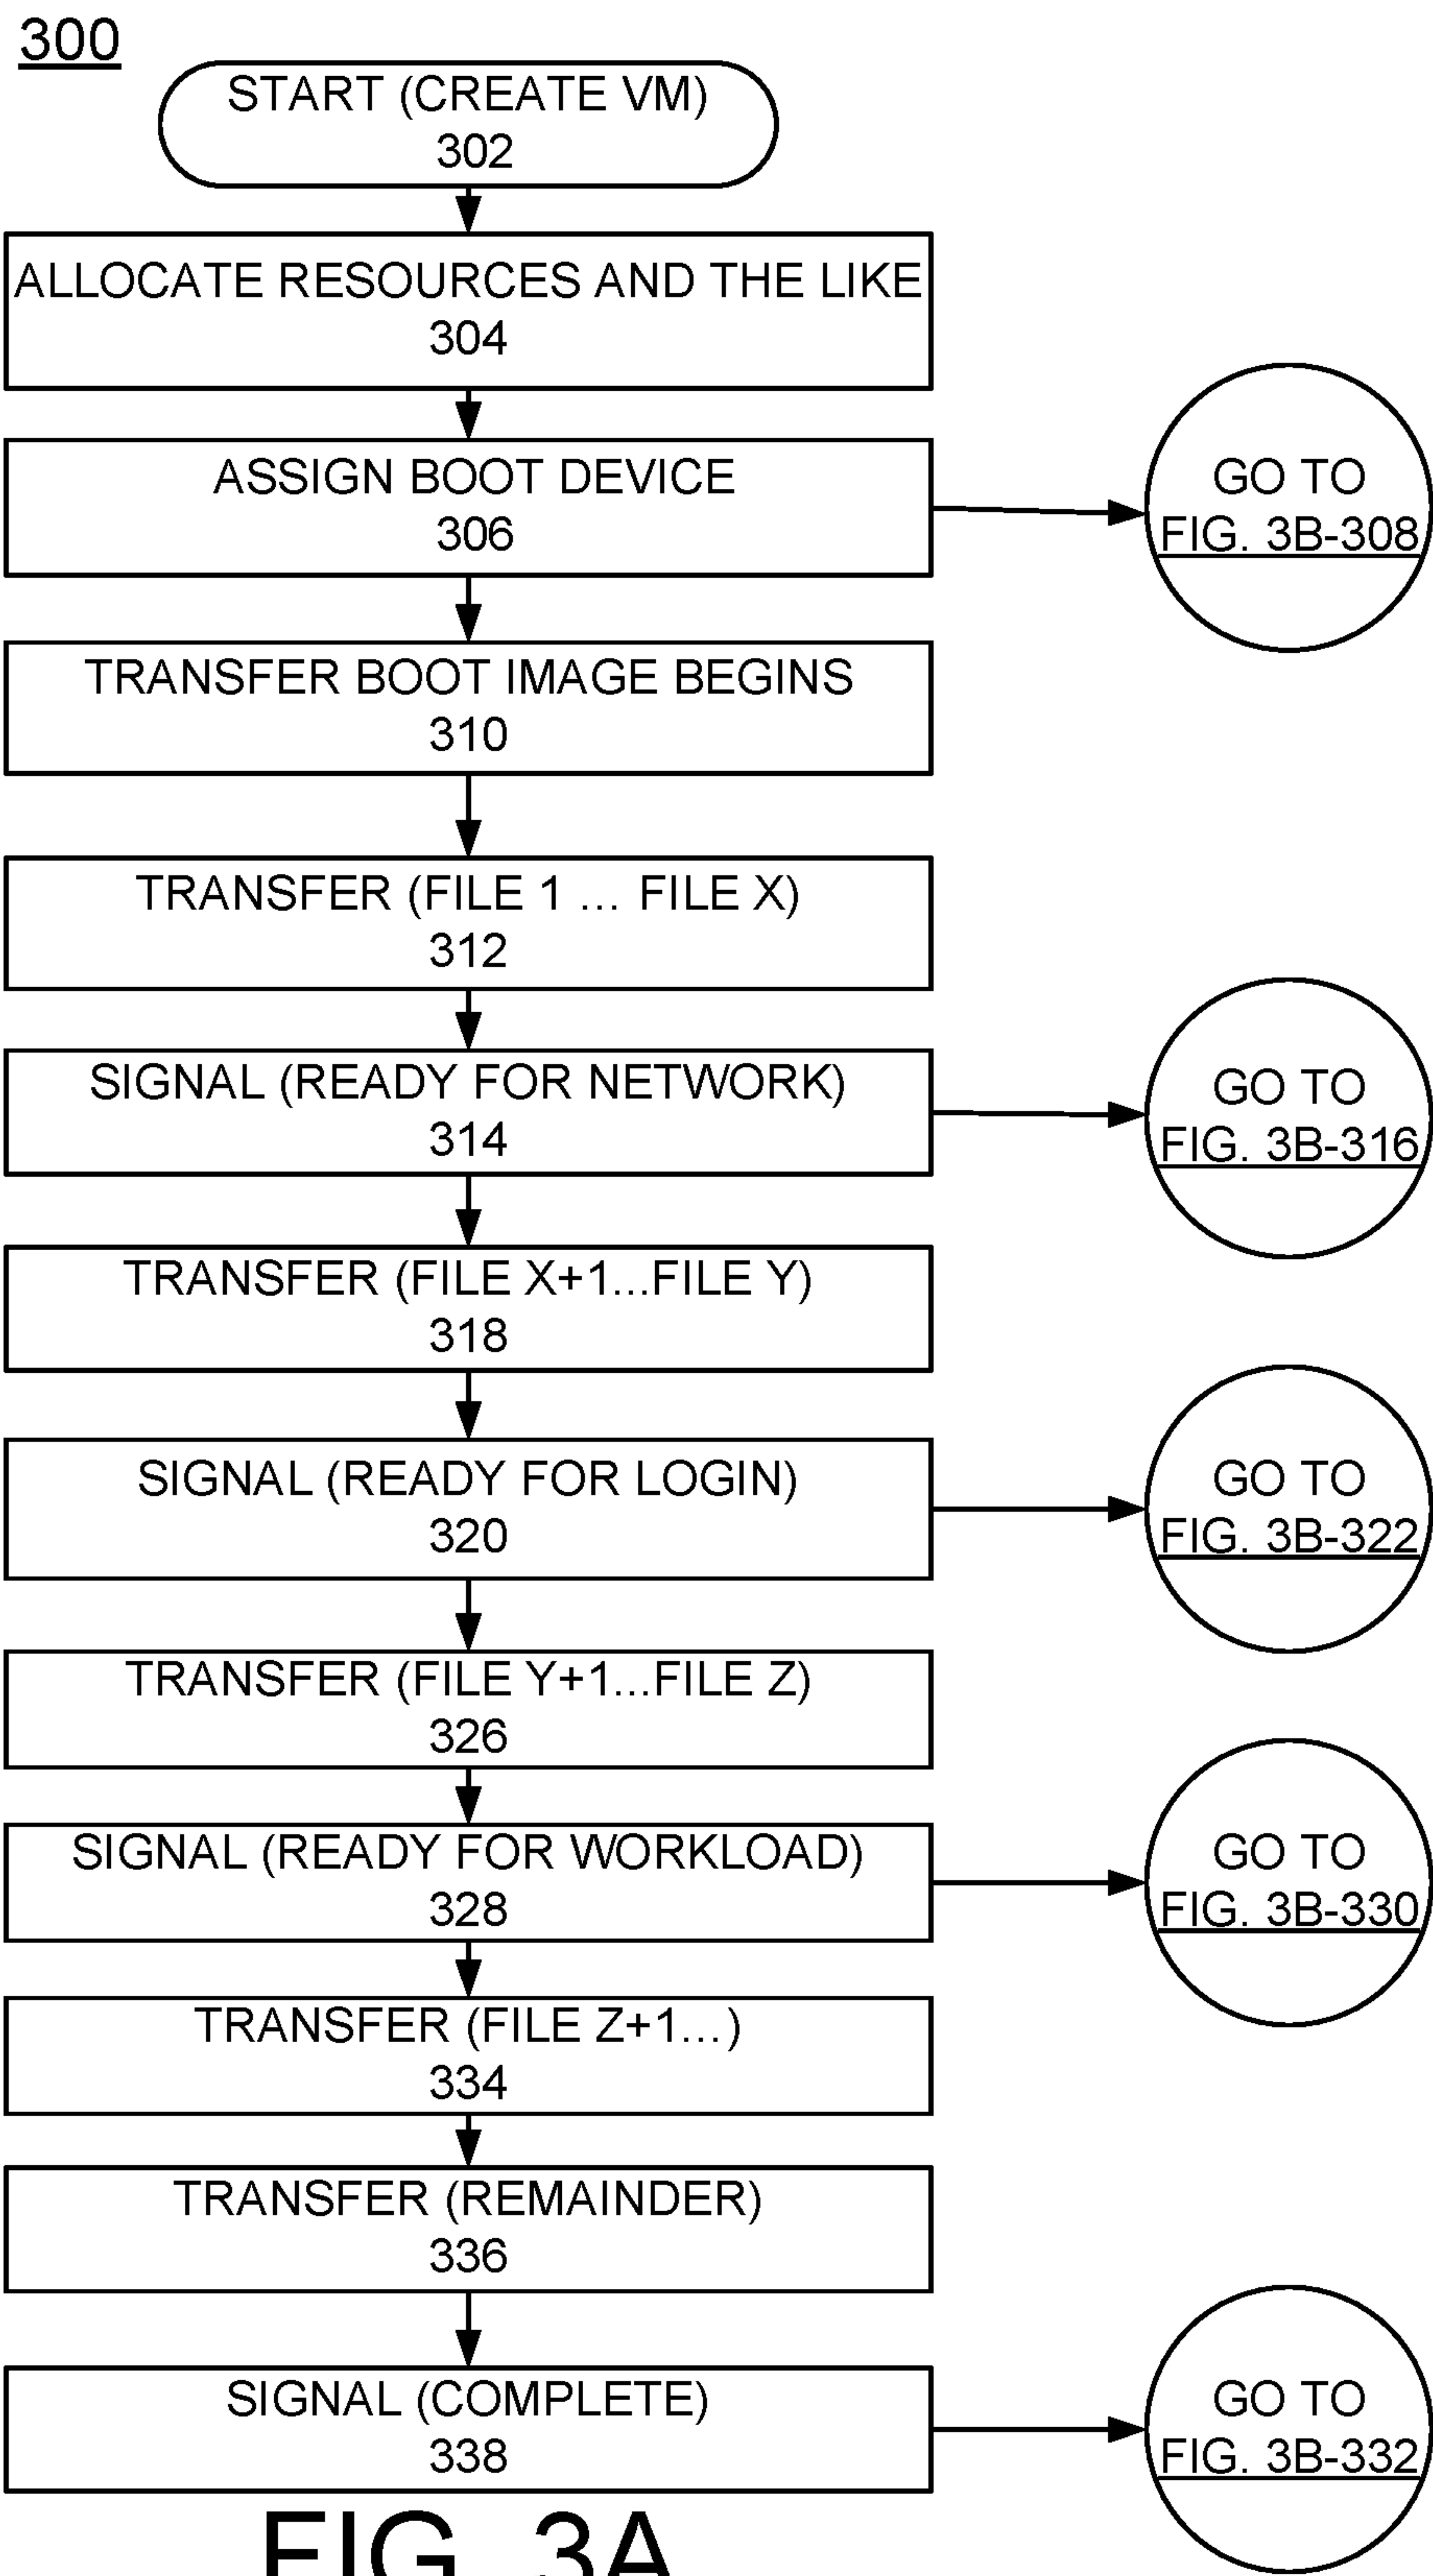 300
START (CREATE VM)
302
ALLOCATE RESOURCES AND THE LIKE
304
ASSIGN BOOT DEVICE
306
GO TO
FIG. 3B-308
TRANSFER BOOT IMAGE BEGINS
310
TRANSFER (FILE 1 ... FILE X)
312
SIGNAL (READY FOR NETWORK)
314
GO TO
FIG. 3B-316
TRANSFER (FILE X+1...FILE Y)
318
SIGNAL (READY FOR LOGIN)
320
GO TO
FIG. 3B-322
TRANSFER (FILE Y+1...FILE Z)
326
SIGNAL (READY FOR WORKLOAD)
328
GO TO
FIG. 3B-330
TRANSFER (FILE Z+1...)
334
TRANSFER (REMAINDER)
336
SIGNAL (COMPLETE)
338
GO TO
FIG. 3B-332
FIG. 3A